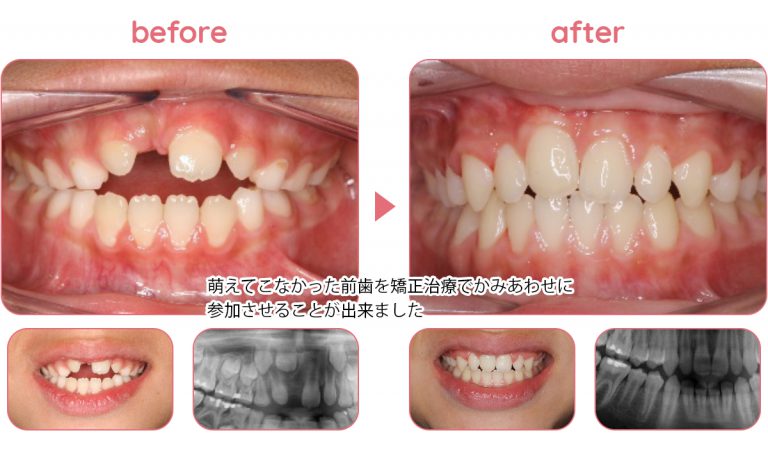 before
after
萌えてこなかった前歯を矯正治療でかみあわせに
参加させることが出来ました